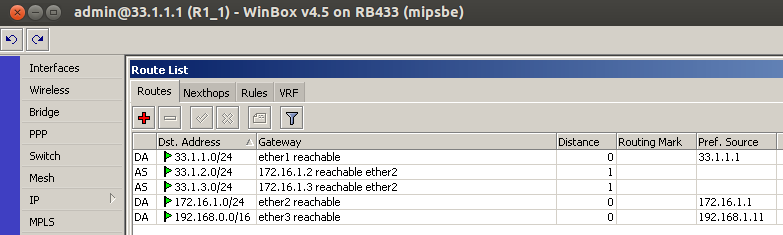 admin@33.1.1.1 (R1_1) - WinBox v4.5 on RB433 (mipsbe)
Interfaces
Wireless
Bridge
PPP
Switch
Mesh
IP
MPLS
Route List
Routes Nexthops Rules VRF
Dst. Address Gateway Distance Routing Mark Pref. Source
DA 33.1.1.0/24 ether1 reachable 0 33.1.1.1
AS 33.1.2.0/24 172.16.1.2 reachable ether2 1
AS 33.1.3.0/24 172.16.1.3 reachable ether2 1
DA 172.16.1.0/24 ether2 reachable 0 172.16.1.1
DA 192.168.0.0/16 ether3 reachable 0 192.168.1.11